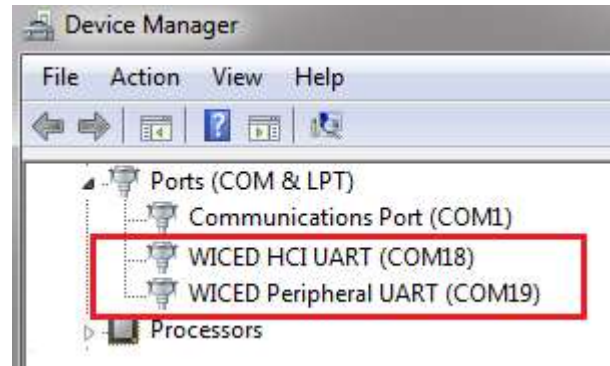 Device Manager
File Action View Help
Ports (COM & LPT)
Communications Port (COM1)
WICED HCI UART (COM18)
WICED Peripheral UART (COM19)
Processors